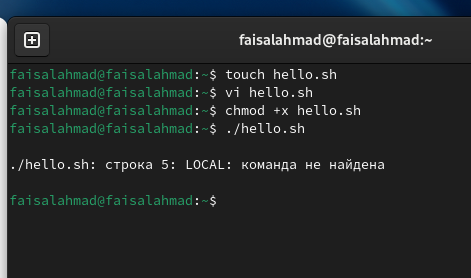 faisalahmad@faisalahmad:~
faisalahmad@faisalahmad:~$ touch hello.sh
faisalahmad@faisalahmad:~$ vi hello.sh
faisalahmad@faisalahmad:~$ chmod +x hello.sh
faisalahmad@faisalahmad:~$ ./hello.sh
./hello.sh: строка 5: LOCAL: команда не найдена
faisalahmad@faisalahmad:~$